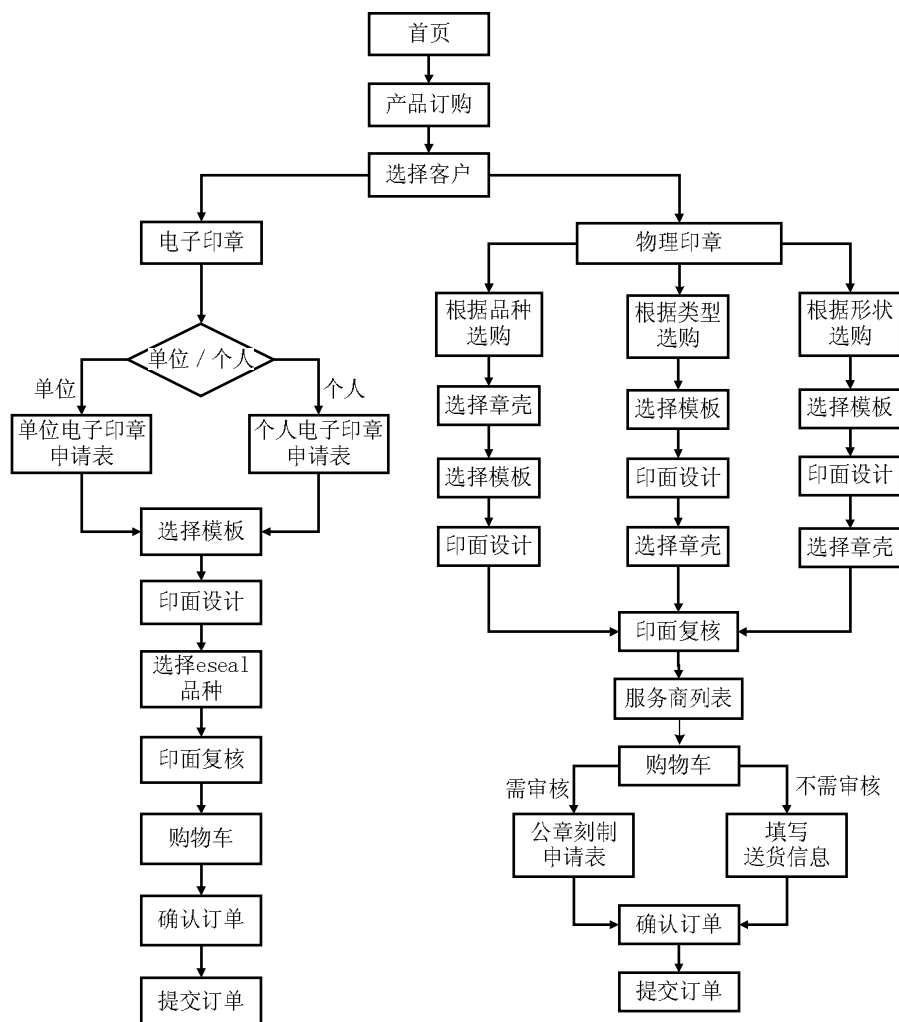 首页
产品订购
选择客户
电子印章
物理印章
根据品种
选购
根据类型
选购
根据形状
选购
单位/个人
单位
个人
选择章壳
选择模板
选择模板
单位电子印章
申请表
个人电子印章
申请表
选择模板
印面设计
印面设计
选择模板
印面设计
选择章壳
选择章壳
印面设计
印面复核
选择eseal
品种
服务商列表
印面复核
购物车
需审核
不需审核
购物车
公章刻制
申请表
填写
送货信息
确认订单
确认订单
提交订单
提交订单